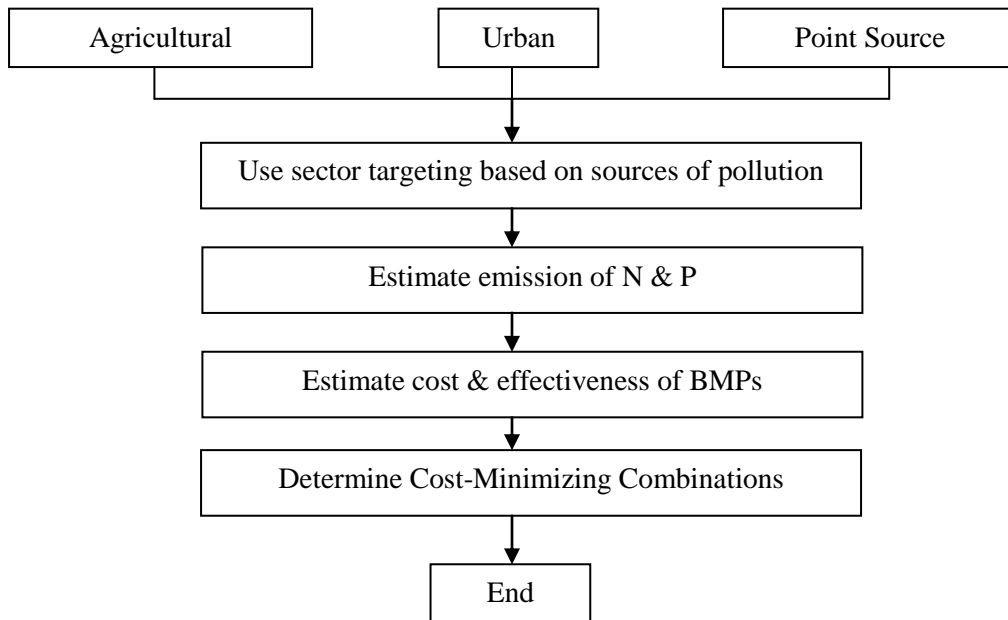 Agricultural
Urban
Point Source
Use sector targeting based on sources of pollution
Estimate emission of N & P
Estimate cost & effectiveness of BMPs
Determine Cost-Minimizing Combinations
End